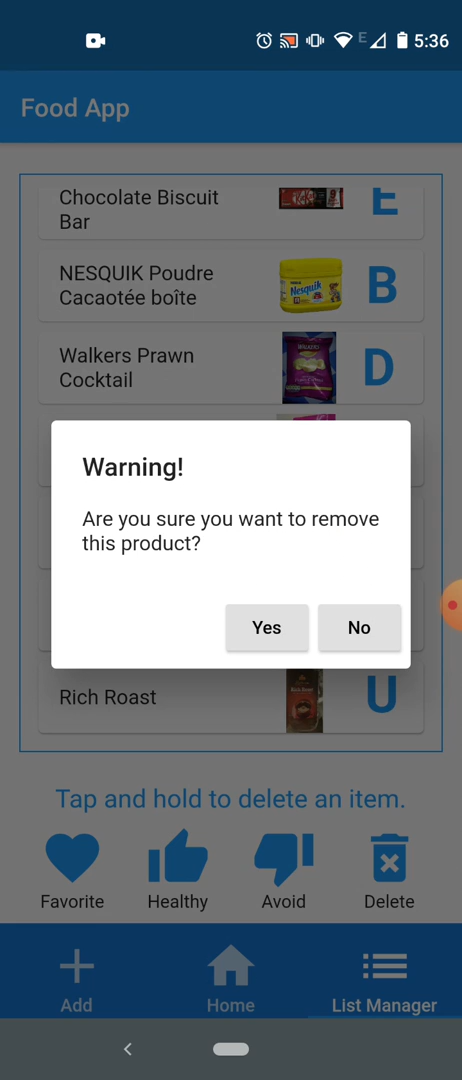 E 5:36
Food App
Chocolate Biscuit
Bar
E
NESQUIK Poudre
Cacaotée boîte
Nesquik
B
Walkers Prawn
Cocktail
D
Warning!
Are you sure you want to remove
this product?
Yes No
Rich Roast
U
Tap and hold to delete an item.
Favorite Healthy Avoid Delete
Add Home List Manager